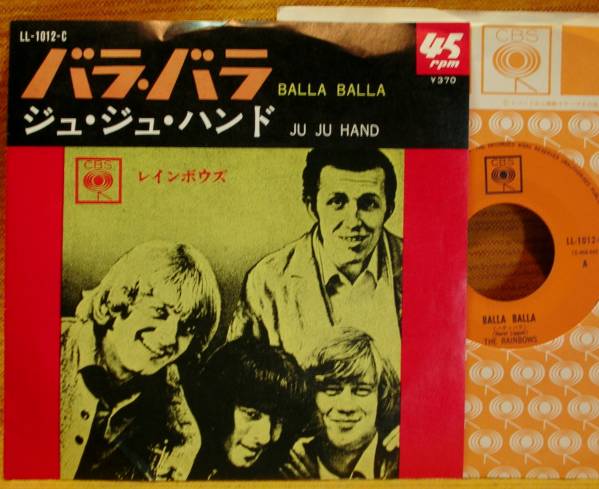 LL-1012-C
バラ・バラ
BALLA BALLA
ジュ・ジュ・ハンド
JU JU HAND
45
rpm
¥370
CBS
レインボウズ
CBS
CBS
LL-1012-
A
BALLA BALLA
THE RAINBOWS